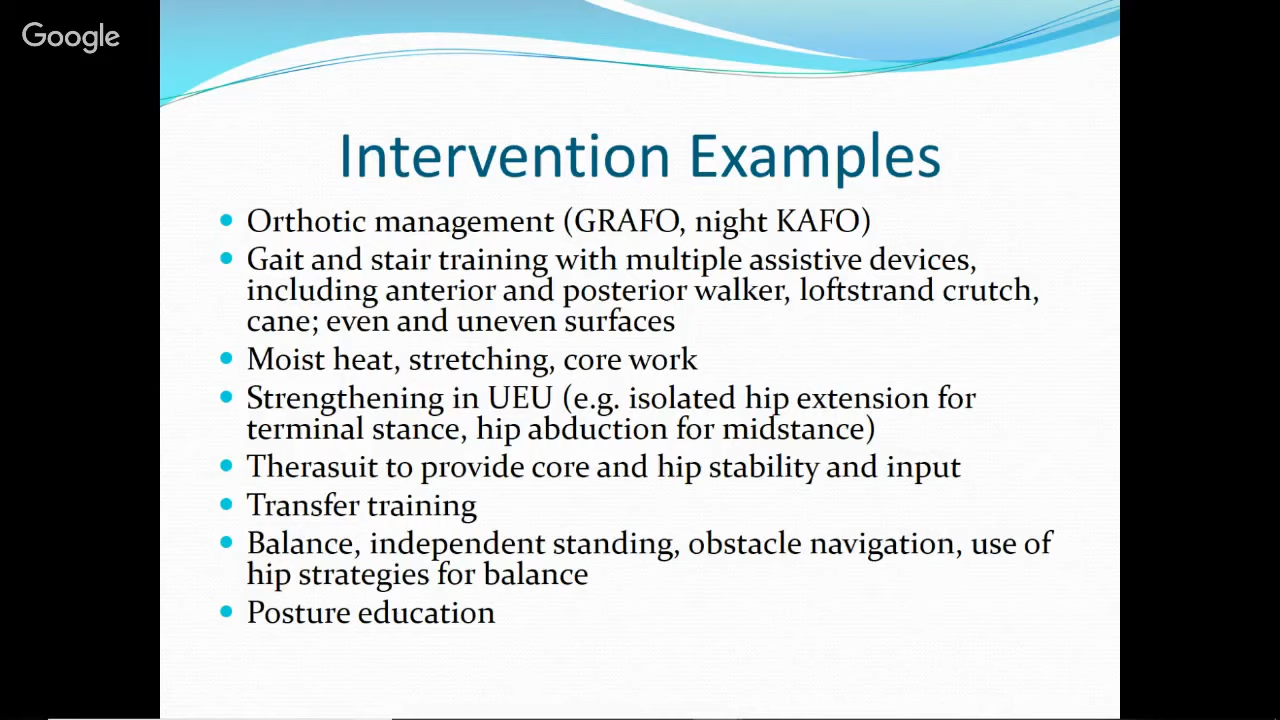 Google
Intervention Examples
• Orthotic management (GRAFO, night KAFO)
• Gait and stair training with multiple assistive devices,
including anterior and posterior walker, loftstrand crutch,
cane; even and uneven surfaces
• Moist heat, stretching, core work
• Strengthening in UEU (e.g. isolated hip extension for
terminal stance, hip abduction for midstance)
• Therasuit to provide core and hip stability and input
• Transfer training
• Balance, independent standing, obstacle navigation, use of
hip strategies for balance
• Posture education